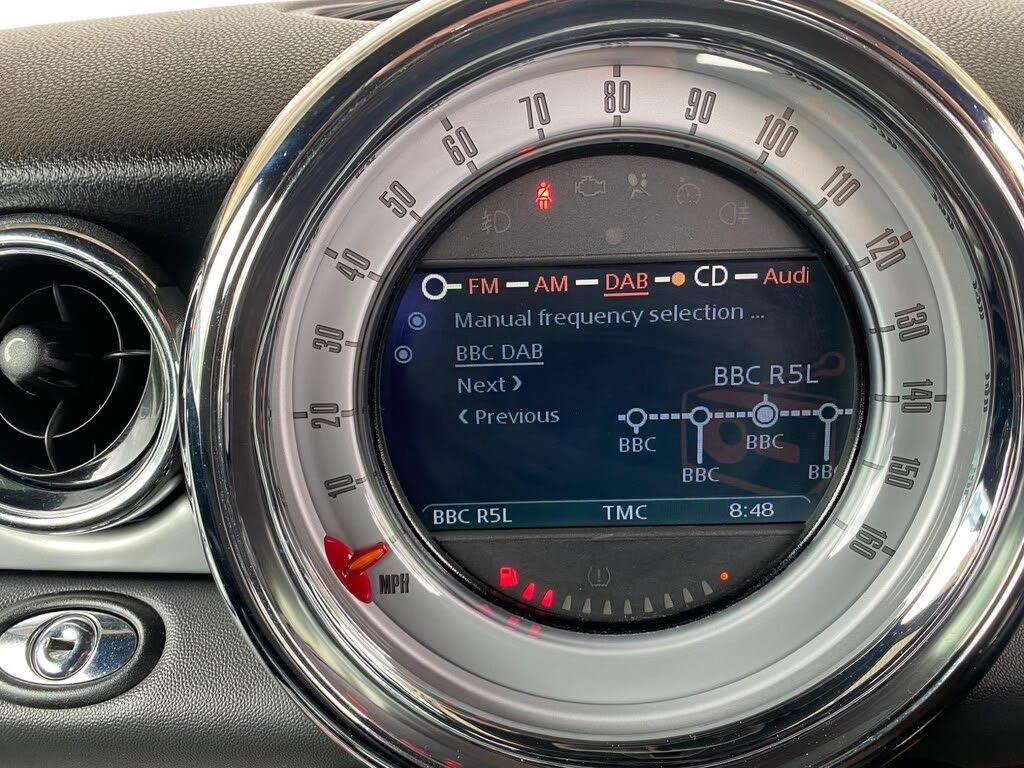 10
20
30
40
50
60
70
80
90
100
110
120
130
140
150
160
MPH
FM AM DAB CD Audi
Manual frequency selection ...
BBC DAB
Next ❯
❮ Previous
BBC R5L
BBC BBC BBC BB
BBC R5L TMC 8:48